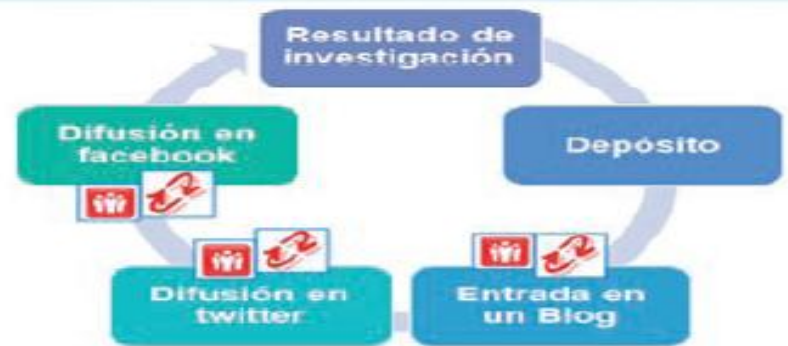 Resultado de
investigación
Depósito
Entrada en
un Blog
Difusión en
twitter
Difusión en
facebook